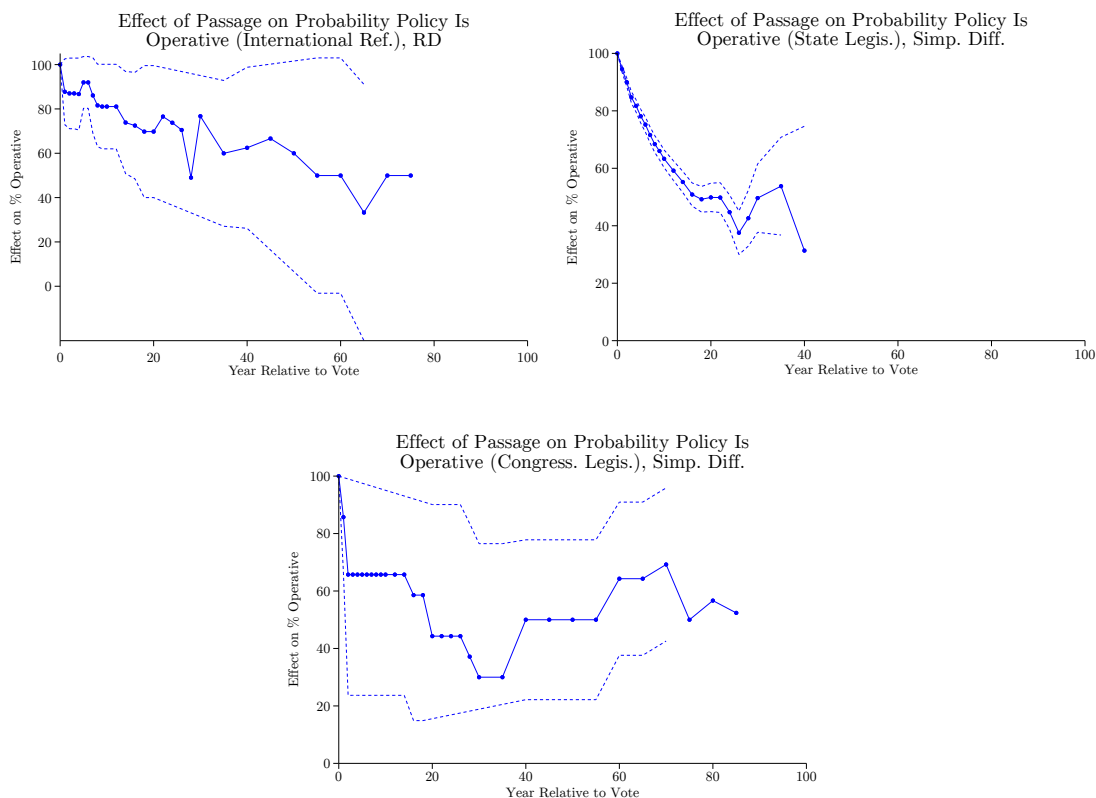 Effect of Passage on Probability Policy Is
Operative (International Ref.), RD
100
80
60
40
20
0
Effect on % Operative
0 20 40 60 80 100
Year Relative to Vote
Effect of Passage on Probability Policy Is
Operative (State Legis.), Simp. Diff.
100
80
60
40
20
0
Effect on % Operative
0 20 40 60 80 100
Year Relative to Vote
Effect of Passage on Probability Policy Is
Operative (Congress. Legis.), Simp. Diff.
100
80
60
40
20
0
Effect on % Operative
0 20 40 60 80 100
Year Relative to Vote